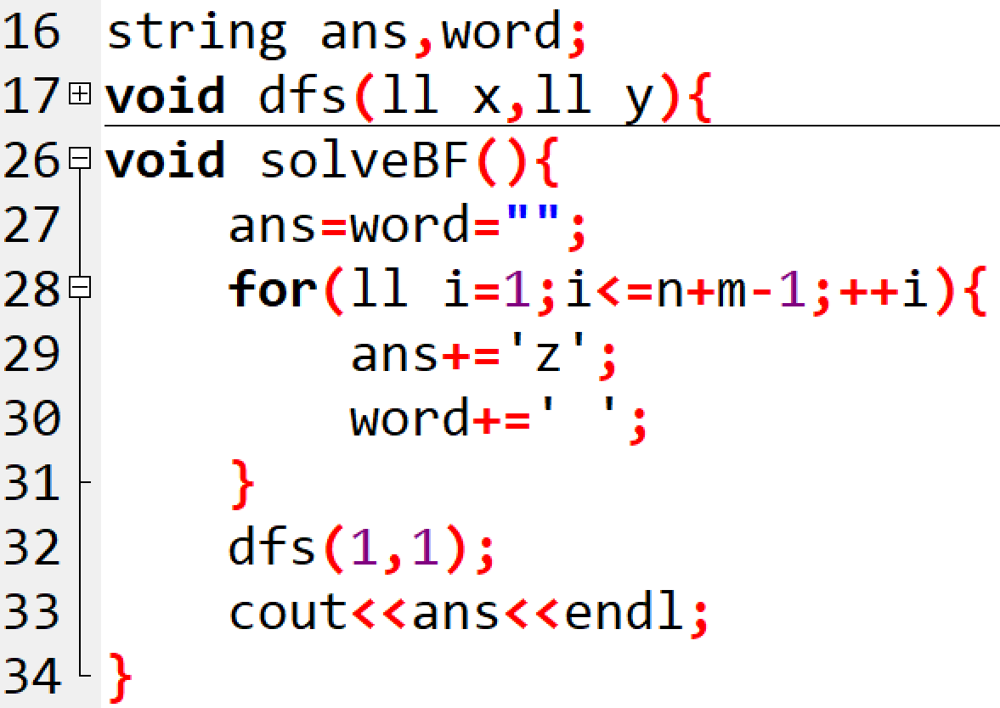 16 string ans,word;
17 void dfs(ll x,ll y){
26 void solveBF(){
27     ans=word="";
28     for(ll i=1;i<=n+m-1;++i){
29         ans+='z';
30         word+=' ';
31     }
32     dfs(1,1);
33     cout<<ans<<endl;
34 }